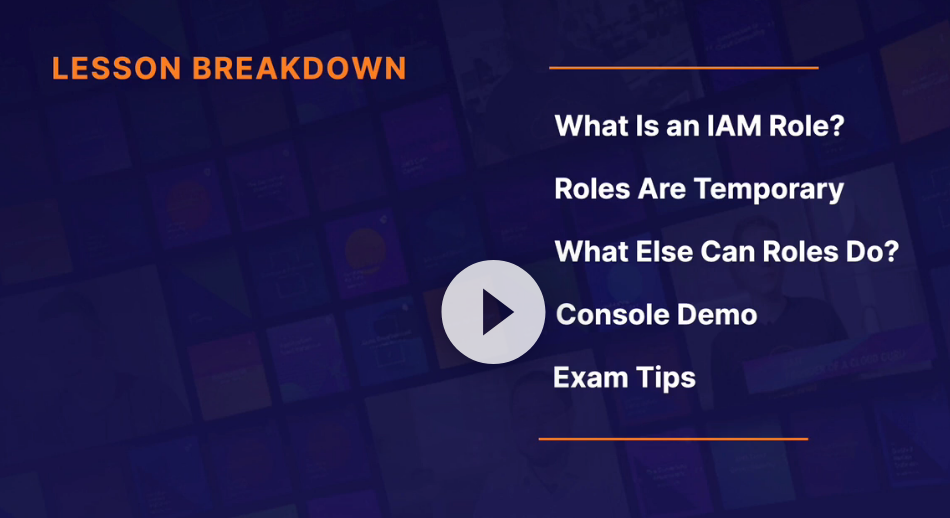 LESSON BREAKDOWN
What Is an IAM Role?
Roles Are Temporary
What Else Can Roles Do?
Console Demo
Exam Tips